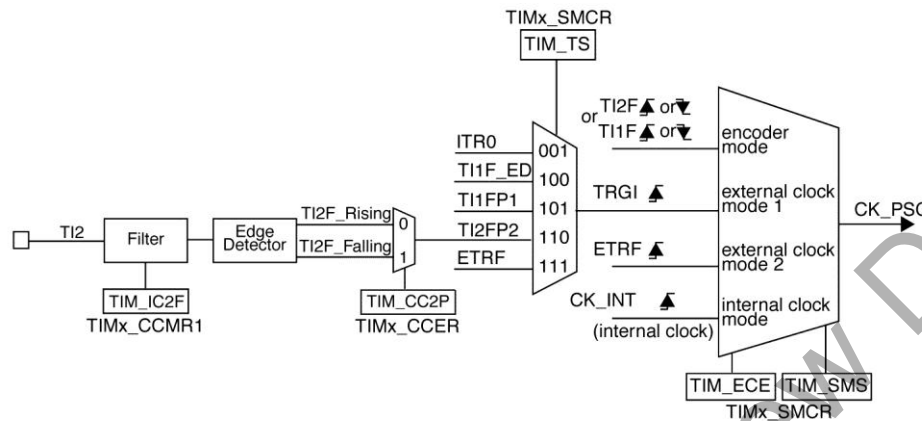 TIMx_SMCR
TIM_TS
or TI2F or
TI1F or
encoder
mode
ITR0
001
TI1F_ED
100
TI1FP1
101
TI2FP2
110
ETRF
111
TRGI
external clock
mode 1
CK_PSC
ETRF
external clock
mode 2
CK_INT
(internal clock)
internal clock
mode
TI2
Filter
Edge
Detector
TI2F_Rising
TI2F_Falling
0
1
TIM_IC2F
TIMx_CCMR1
TIM_CC2P
TIMx_CCER
TIM_ECE
TIM_SMS
TIMx_SMCR